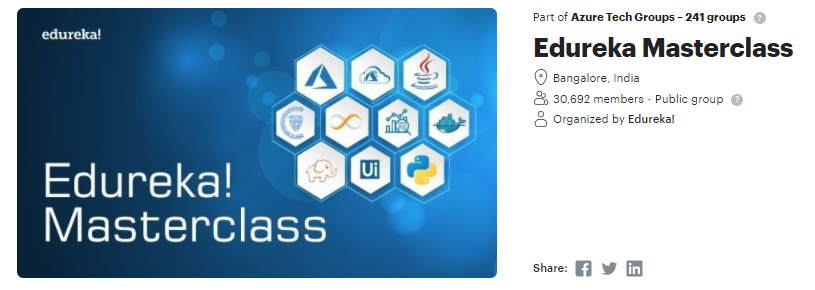 edureka!
Ui
Edureka!
Masterclass
Part of Azure Tech Groups – 241 groups ?
Edureka Masterclass
Bangalore, India
30,692 members · Public group ?
Organized by Edureka!
Share: